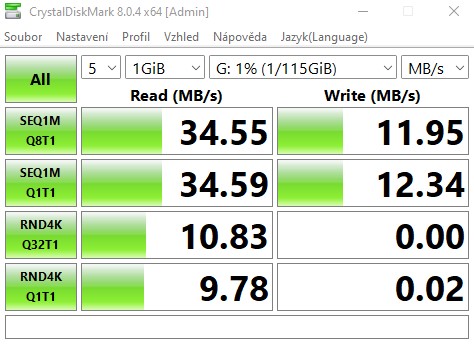 CrystalDiskMark 8.0.4 x64 [Admin]
Soubor Nastavení Profil Vzhled Nápověda Jazyk(Language)
All 5 1GiB G: 1% (1/115GiB) MB/s
Read (MB/s) Write (MB/s)
SEQ1M Q8T1 34.55 11.95
SEQ1M Q1T1 34.59 12.34
RND4K Q32T1 10.83 0.00
RND4K Q1T1 9.78 0.02